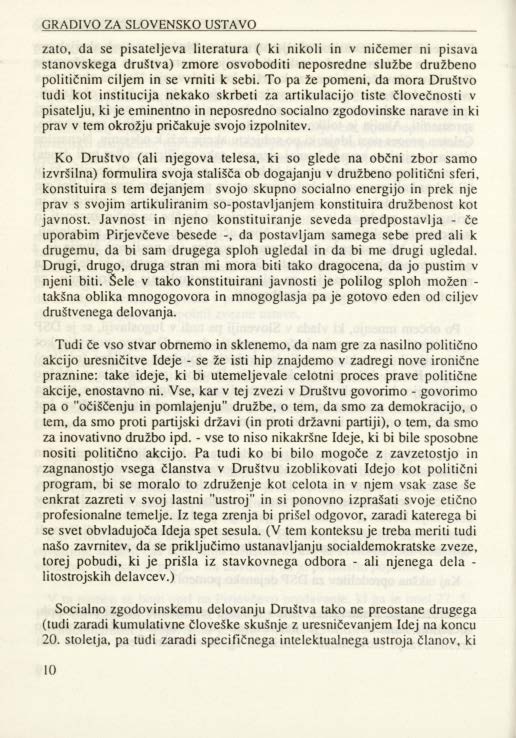 GRADIVO ZA SLOVENSKO USTAVO
zato, da se pisateljeva literatura ( ki nikoli in v ničemer ni pisava
stanovskega društva) zmore osvoboditi neposredne službe družbeno
političnim ciljem in se vrniti k sebi. To pa že pomeni, da mora Društvo
tudi kot institucija nekako skrbeti za artikulacijo tiste človečnosti v
pisatelju, ki je eminentno in neposredno socialno zgodovinske narave in ki
prav v tem okrožju pričakuje svojo izpolnitev.
Ko Društvo (ali njegova telesa, ki so glede na občni zbor samo
izvršilna) formulira svoja stališča ob dogajanju v družbeno politični sferi,
konstituira s tem dejanjem svojo skupno socialno energijo in prek nje
prav s svojim artikuliranim so-postavljanjem konstituira družbenost kot
javnost. Javnost in njeno konstituiranje seveda predpostavlja - če
uporabim Pirjevčeve besede -, da postavljam samega sebe pred ali k
drugemu, da bi sam drugega sploh ugledal in da bi me drugi ugledal.
Drugi, drugo, druga stran mi mora biti tako dragocena, da jo pustim v
njeni biti. Šele v tako konstituirani javnosti je polilog sploh možen -
takšna oblika mnogogovora in mnogoglasja pa je gotovo eden od ciljev
društvenega delovanja.
Tudi če vso stvar obrnemo in sklenemo, da nam gre za nasilno politično
akcijo uresničitve Ideje - se že isti hip znajdemo v zadregi nove ironične
praznine: take ideje, ki bi utemeljevale celotni proces prave politične
akcije, enostavno ni. Vse, kar v tej zvezi v Društvu govorimo - govorimo
pa o "očiščenju in pomlajenju" družbe, o tem, da smo za demokracijo, o
tem, da smo proti partijski državi (in proti državni partiji), o tem, da smo
za inovativno družbo ipd. - vse to niso nikakršne Ideje, ki bi bile sposobne
nositi politično akcijo. Pa tudi ko bi bilo mogoče z zavzetostjo in
zagnanostjo vsega članstva v Društvu izoblikovati Idejo kot politični
program, bi se moralo to združenje kot celota in v njem vsak zase še
enkrat zazreti v svoj lastni "ustroj" in si ponovno izprašati svoje etično
profesionalne temelje. Iz tega zrenja bi prišel odgovor, zaradi katerega bi
se svet obvladujoča Ideja spet sesula. (V tem konteksu je treba meriti tudi
našo zavrnitev, da se priključimo ustanavljanju socialdemokratske zveze,
torej pobudi, ki je prišla iz stavkovnega odbora - ali njenega dela -
litostrojskih delavcev.)
Socialno zgodovinskemu delovanju Društva tako ne preostane drugega
(tudi zaradi kumulativne človeške skušnje z uresničevanjem Idej na koncu
20. stoletja, pa tudi zaradi specifičnega intelektualnega ustroja članov, ki
10